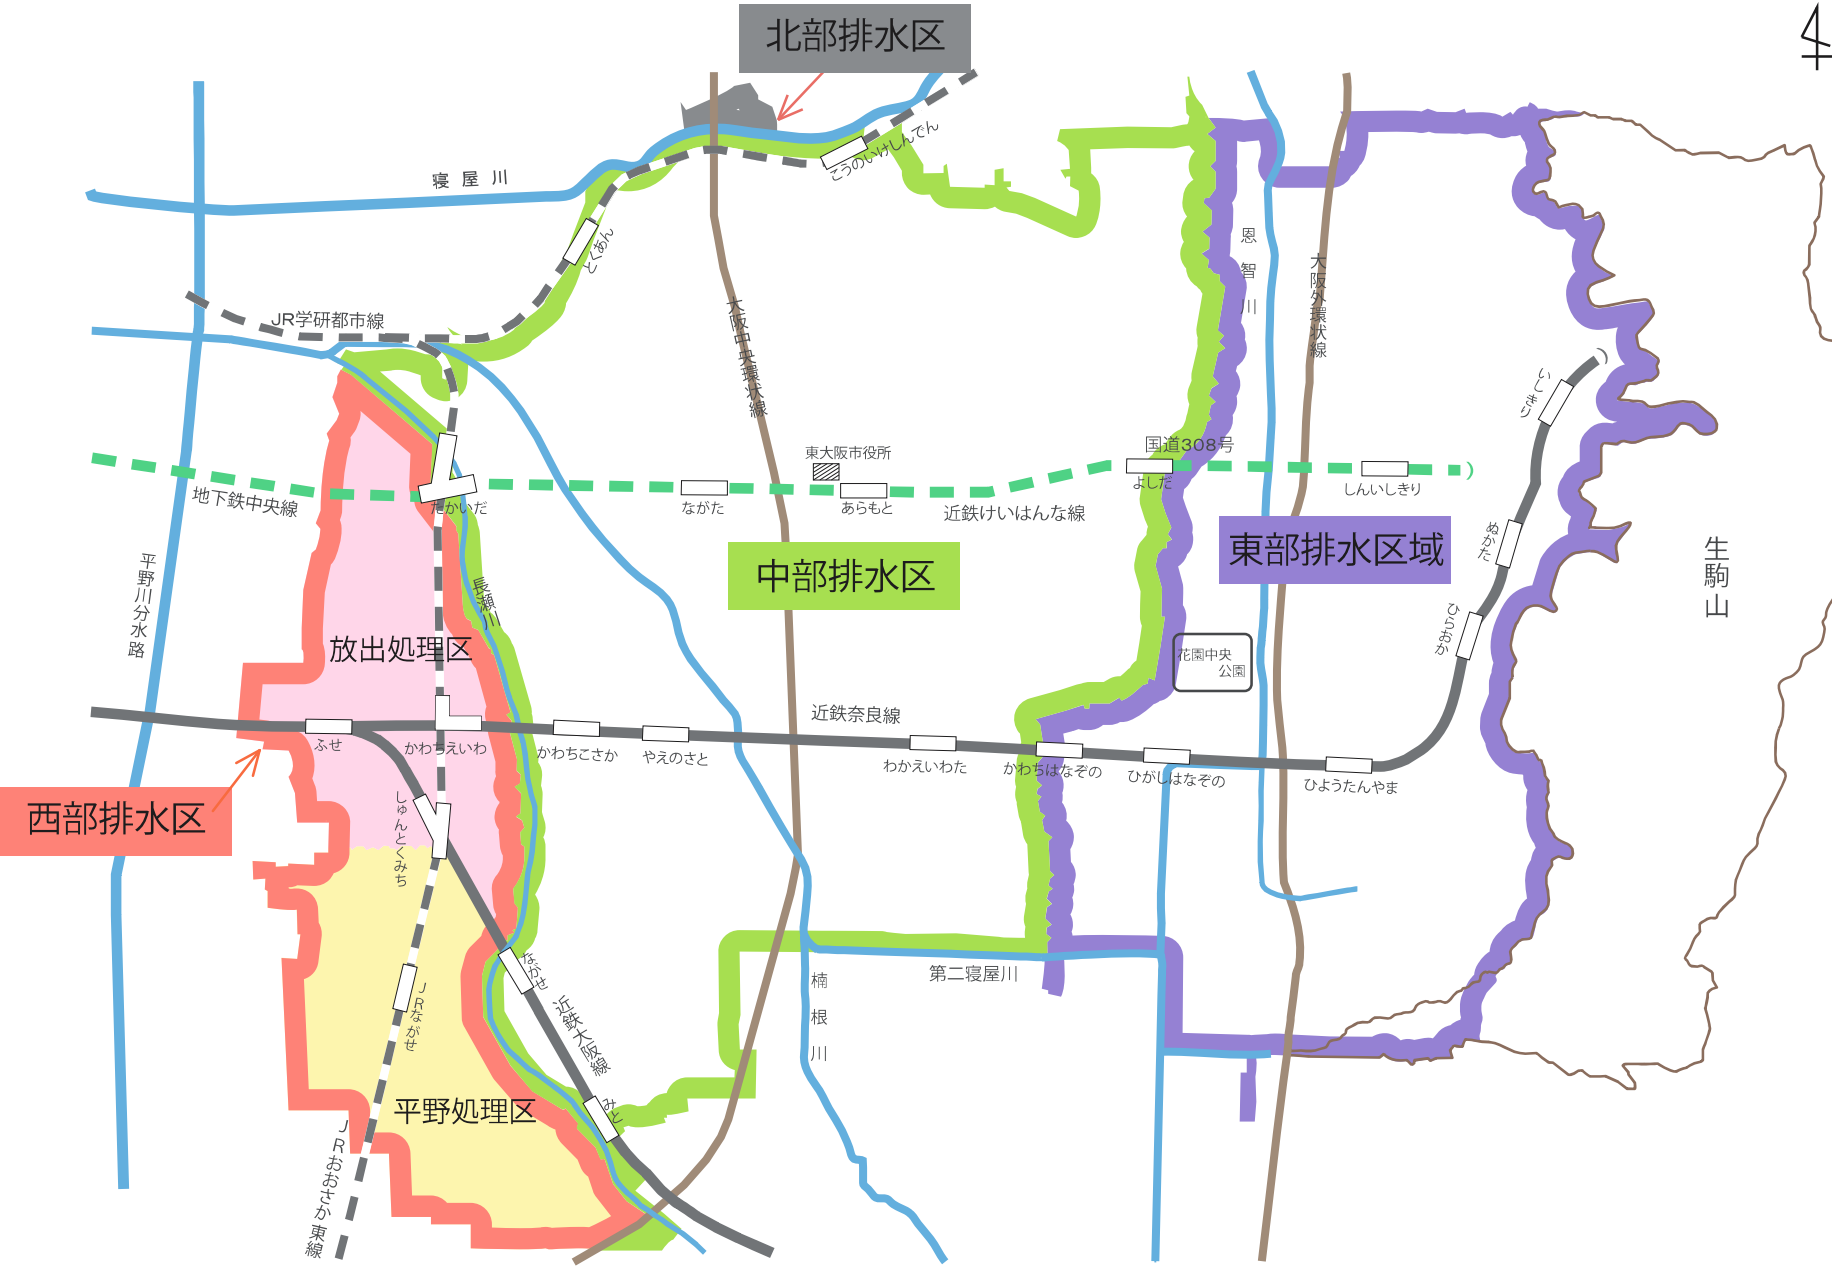 北部排水区
こうのいけしんでん
寝屋川
とくあん
恩智川
大阪外環状線
JR学研都市線
大阪中央環状線
いしきり
国道308号
東大阪市役所
よしだ
しんいしきり
地下鉄中央線
たかいだ
ながた
あらもと
近鉄けいはんな線
中部排水区
東部排水区域
ぬかた
生駒山
平野川分水路
長瀬川
ひらおか
放出処理区
花園中央
公園
近鉄奈良線
ふせ
かわちえいわ
かわちこさか
やえのさと
わかえいわた
かわちはなぞの
ひがしはなぞの
ひようたんやま
西部排水区
しゅんとくみち
ながせ
第二寝屋川
楠根川
JRながせ
近鉄大阪線
平野処理区
みと
JRおおさか東線